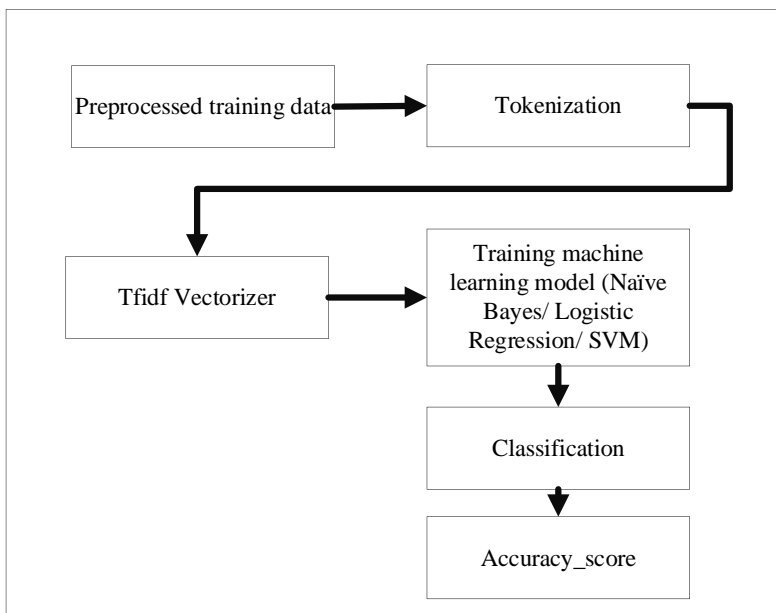 Preprocessed training data
Tokenization
Tfidf Vectorizer
Training machine
learning model (Naïve
Bayes/ Logistic
Regression/ SVM)
Classification
Accuracy_score